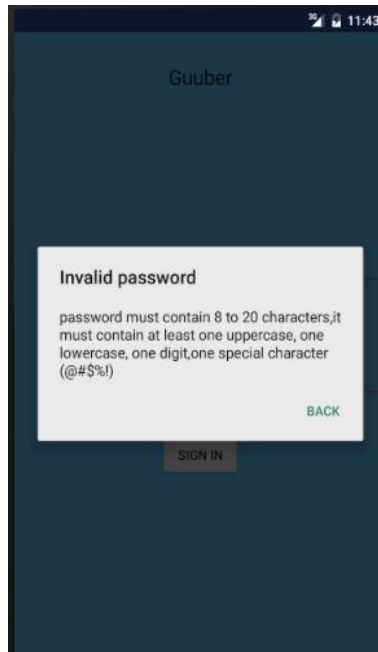 3G 11:43
Guuber
Invalid password
password must contain 8 to 20 characters,it
must contain at least one uppercase, one
lowercase, one digit,one special character
(@#$%!)
BACK
SIGN IN